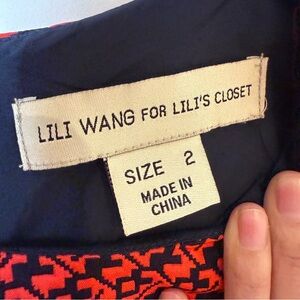 LILI WANG FOR LILI'S CLOSET
SIZE 2
MADE IN
CHINA